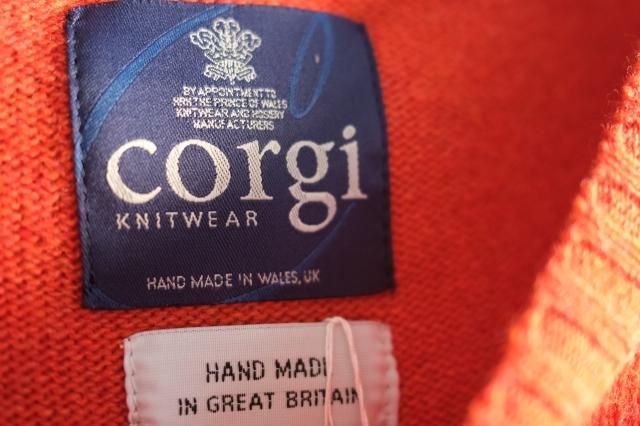 BY APPOINTMENT TO
HRH THE PRINCE OF WALES
KNITWEAR AND HOSIERY
MANUFACTURERS
corgi
KNITWEAR
HAND MADE IN WALES, UK
HAND MADE
IN GREAT BRITAIN